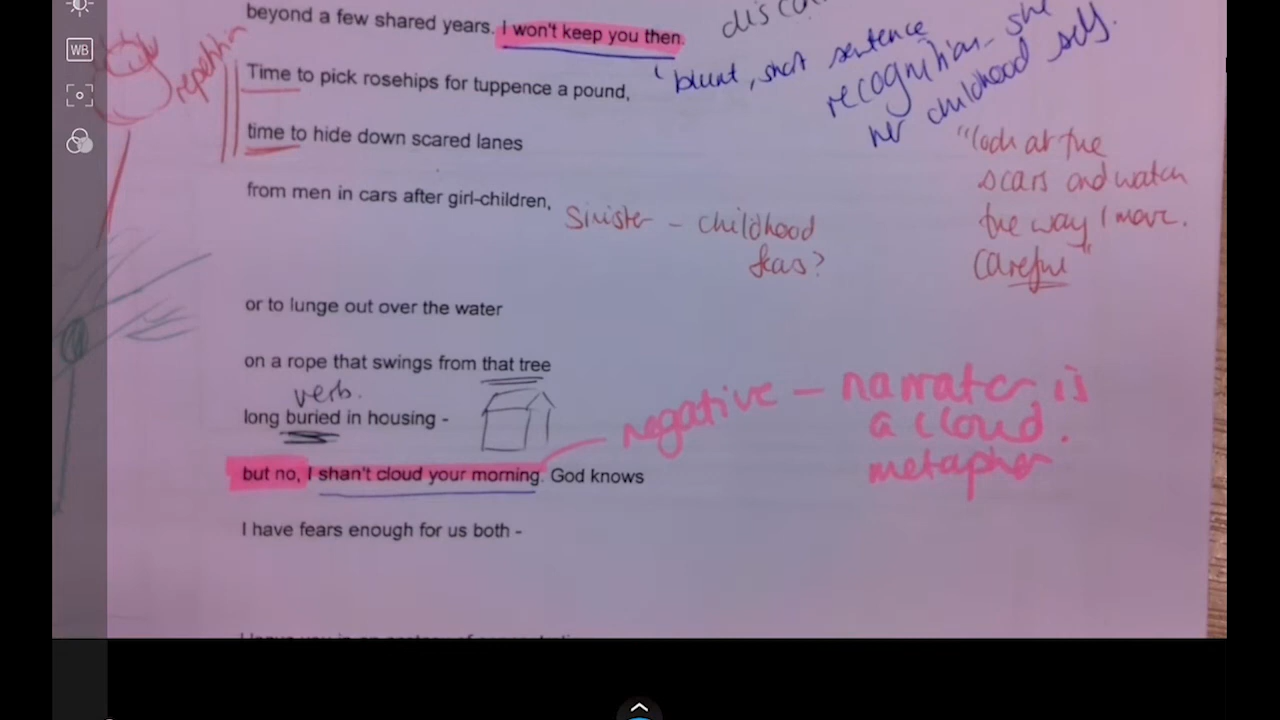 beyond a few shared years. I won't keep you then.
repetition
Time to pick rosehips for tuppence a pound,
"blunt, short sentence
recognition - she
her childhood self.
time to hide down scared lanes
"look at the
scars and watch
the way I move.
careful"
from men in cars after girl-children,
Sinister - childhood
fears?
or to lunge out over the water
on a rope that swings from that tree
verb.
long buried in housing -
negative - narrater is
a cloud.
metapher
but no, I shan't cloud your morning. God knows
I have fears enough for us both -
WB